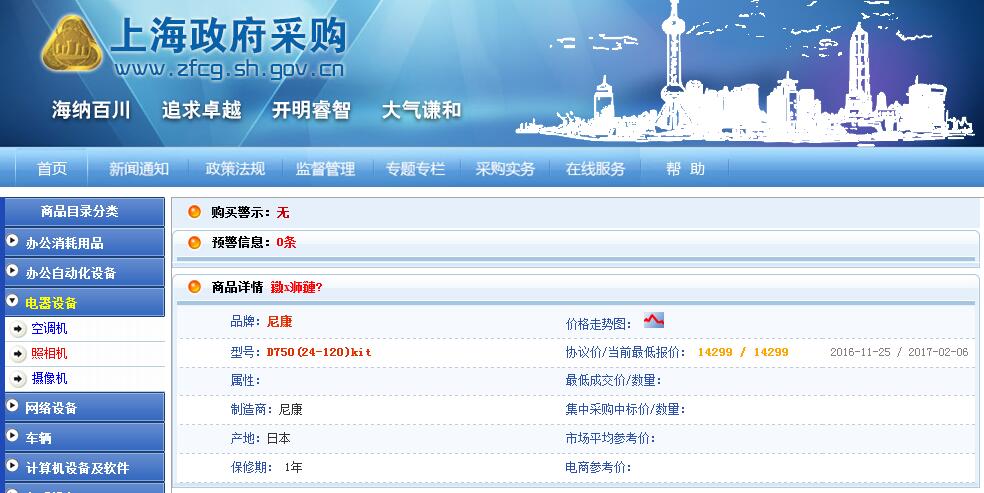 上海政府采购
www.zfcg.sh.gov.cn
海纳百川 追求卓越 开明睿智 大气谦和
首页 新闻通知 政策法规 监督管理 专题专栏 采购实务 在线服务 帮 助
商品目录分类
办公消耗用品
办公自动化设备
电器设备
空调机
照相机
摄像机
网络设备
车辆
计算机设备及软件
购买警示：无
预警信息：0条
商品详情
品牌：尼康 价格走势图：
型号：D750(24-120)kit 协议价/当前最低报价： 14299 / 14299 2016-11-25 / 2017-02-06
属性： 最低成交价/数量：
制造商：尼康 集中采购中标价/数量：
产地：日本 市场平均参考价：
保修期： 1年 电商参考价：